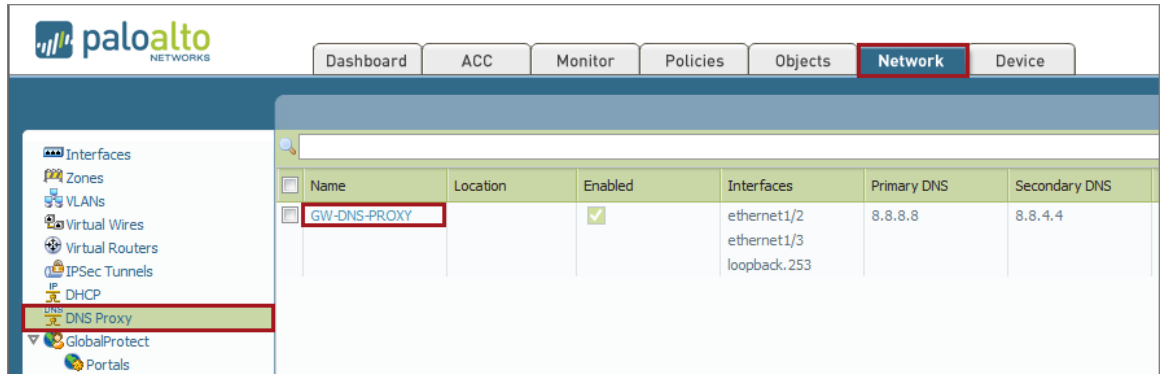 paloalto
NETWORKS
Dashboard ACC Monitor Policies Objects Network Device
Interfaces
Zones
VLANs
Virtual Wires
Virtual Routers
IPSec Tunnels
IP DHCP
DNS DNS Proxy
GlobalProtect
Portals
Name Location Enabled Interfaces Primary DNS Secondary DNS
GW-DNS-PROXY ethernet1/2 8.8.8.8 8.8.4.4
ethernet1/3
loopback.253